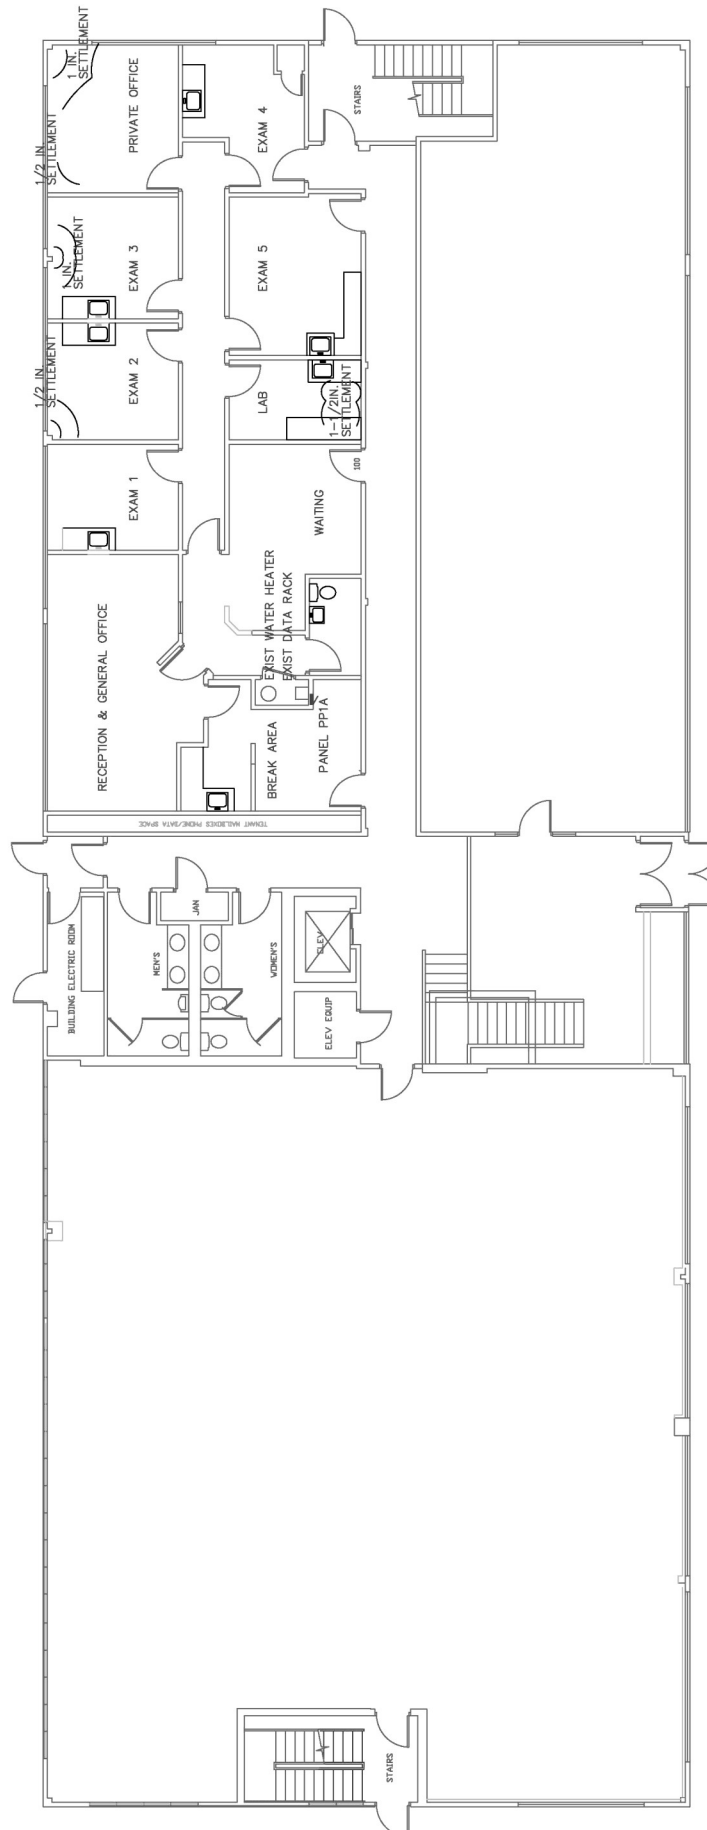 1 IN.
SETTLEMENT
PRIVATE OFFICE
EXAM 4
STAIRS
1/2 IN.
SETTLEMENT
1 IN.
SETTLEMENT
EXAM 3
EXAM 5
1/2 IN.
SETTLEMENT
EXAM 2
LAB
1-1/2IN.
SETTLEMENT
EXAM 1
WAITING
100
RECEPTION & GENERAL OFFICE
EXIST WATER HEATER
EXIST DATA RACK
BREAK AREA
PANEL PP1A
TENANT MAILBOXES PHONE/DATA SPACE
BUILDING ELECTRIC ROOM
MEN'S
JAN
WOMEN'S
ELEV
ELEV EQUIP
STAIRS